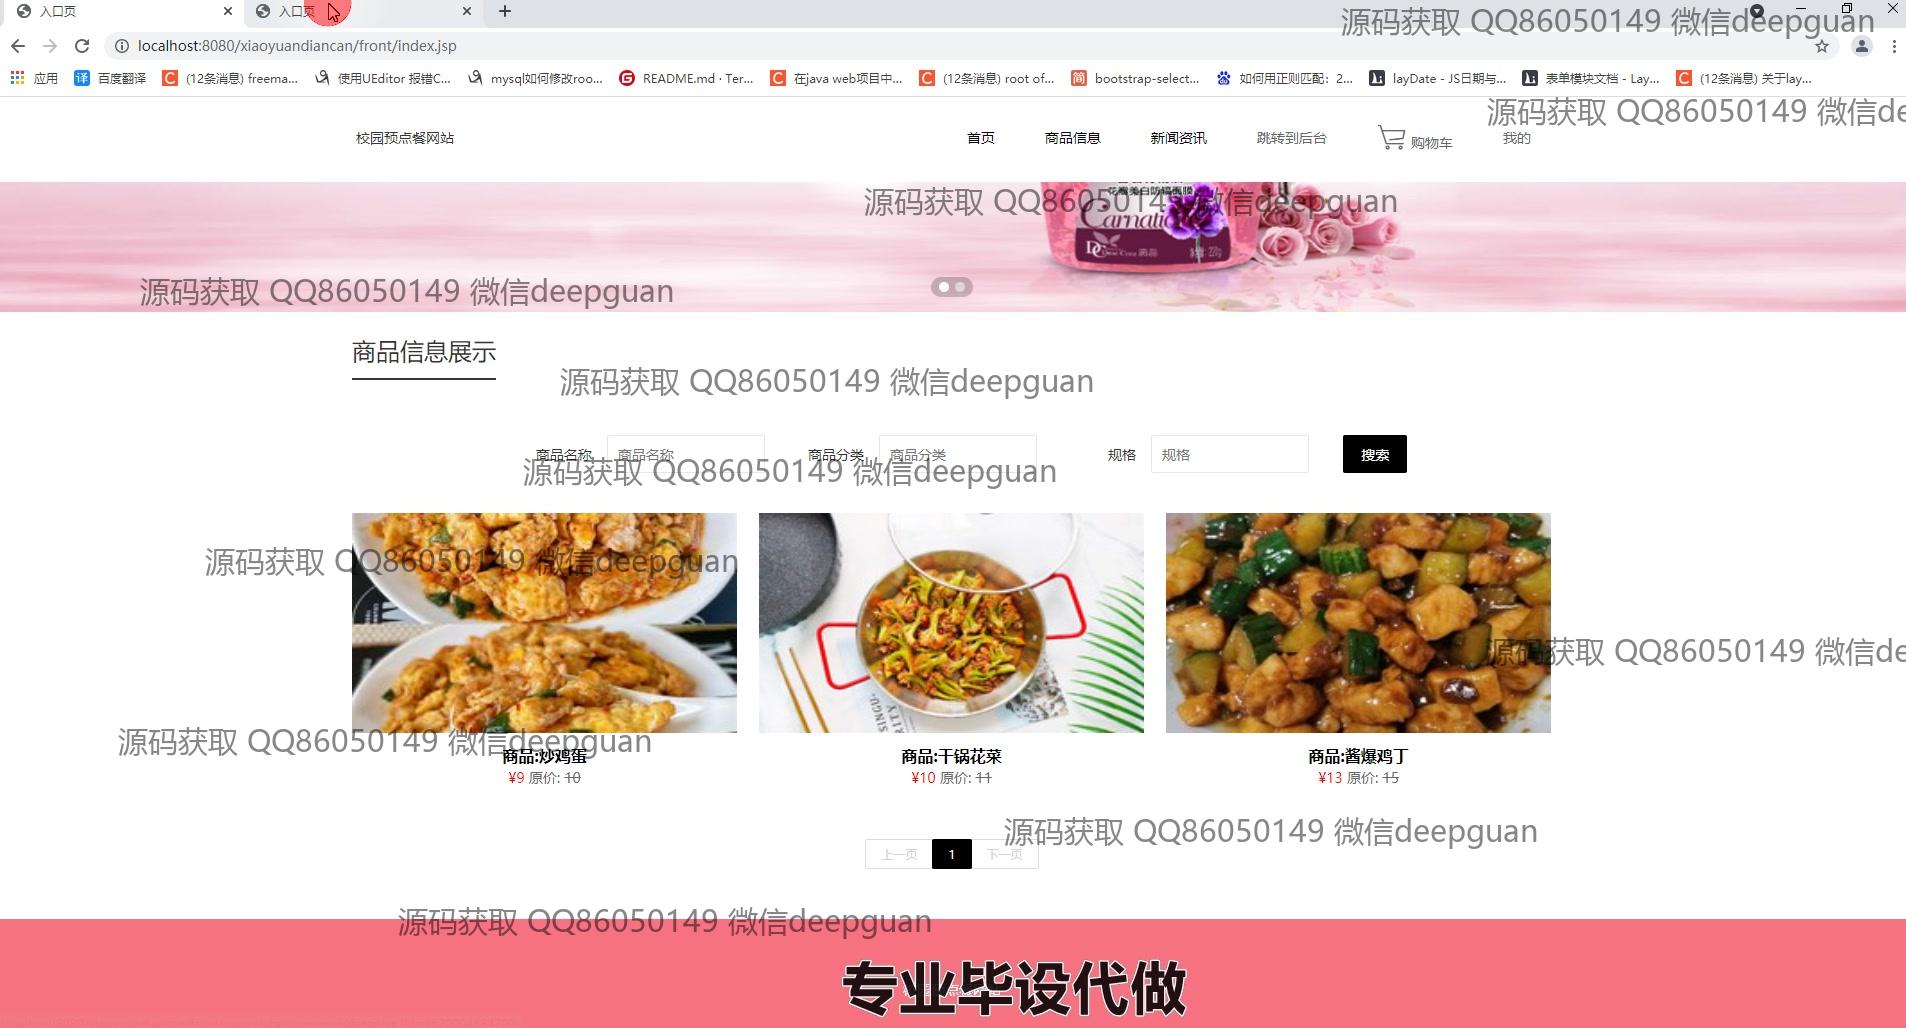 入口页
入口页
源码获取 QQ86050149 微信deepguan
localhost:8080/xiaoyuandiancan/front/index.jsp
应用 百度翻译 (12条消息) freema... 使用UEditor 报错C... mysql如何修改roo... README.md · Ter... 在java web项目中... (12条消息) root of... bootstrap-select... 如何用正则匹配：2... layDate - JS日期与... 表单模块文档 - Lay... (12条消息) 关于lay...
源码获取 QQ86050149 微信de
校园预点餐网站 首页 商品信息 新闻资讯 跳转到后台 购物车 我的
花瓣美白防辐面膜
源码获取 QQ86050149 微信deepguan
Carnati
DC
源码获取 QQ86050149 微信deepguan
商品信息展示
源码获取 QQ86050149 微信deepguan
商品名称 商品名称 商品分类 商品分类 规格 规格 搜索
源码获取 QQ86050149 微信deepguan
源码获取 QQ86050149 微信deepguan
源码获取 QQ86050149 微信de
源码获取 QQ86050149 微信deepguan
商品:炒鸡蛋 商品:干锅花菜 商品:酱爆鸡丁
¥9 原价: 10 ¥10 原价: 11 ¥13 原价: 15
源码获取 QQ86050149 微信deepguan
上一页 1 下一页
源码获取 QQ86050149 微信deepguan
专业毕设代做